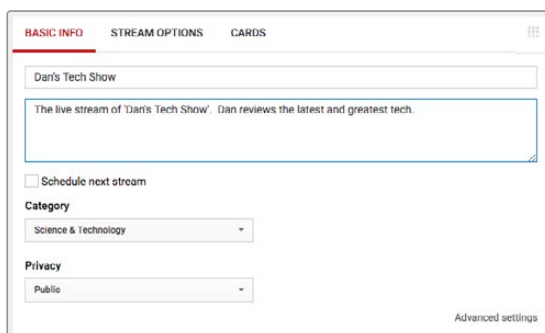 BASIC INFO STREAM OPTIONS CARDS
Dan's Tech Show
The live stream of 'Dan's Tech Show'. Dan reviews the latest and greatest tech.
Schedule next stream
Category
Science & Technology
Privacy
Public
Advanced settings